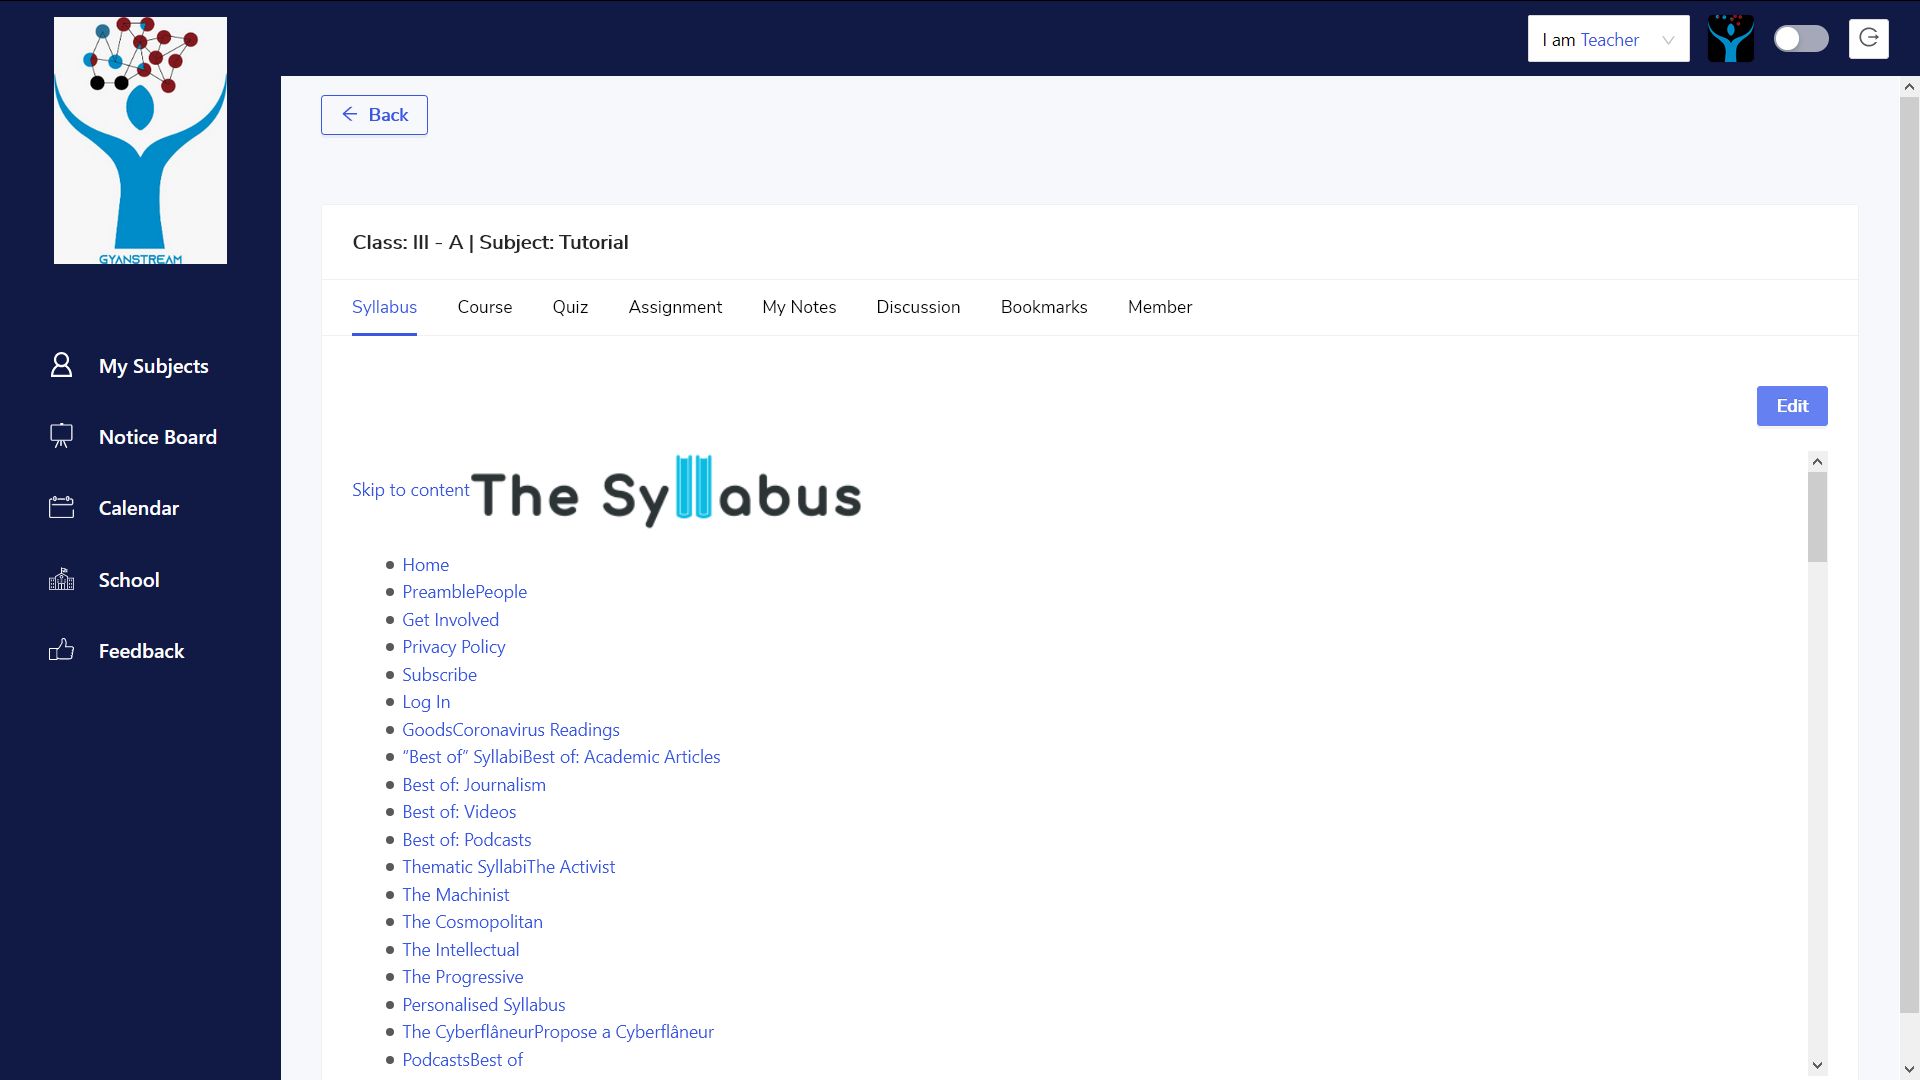 GYANSTREAM
I am Teacher
Back
My Subjects
Notice Board
Calendar
School
Feedback
Class: III - A | Subject: Tutorial
Syllabus Course Quiz Assignment My Notes Discussion Bookmarks Member
Edit
Skip to content The Syllabus
Home
PreamblePeople
Get Involved
Privacy Policy
Subscribe
Log In
GoodsCoronavirus Readings
“Best of” SyllabiBest of: Academic Articles
Best of: Journalism
Best of: Videos
Best of: Podcasts
Thematic SyllabiThe Activist
The Machinist
The Cosmopolitan
The Intellectual
The Progressive
Personalised Syllabus
The CyberflâneurPropose a Cyberflâneur
PodcastsBest of